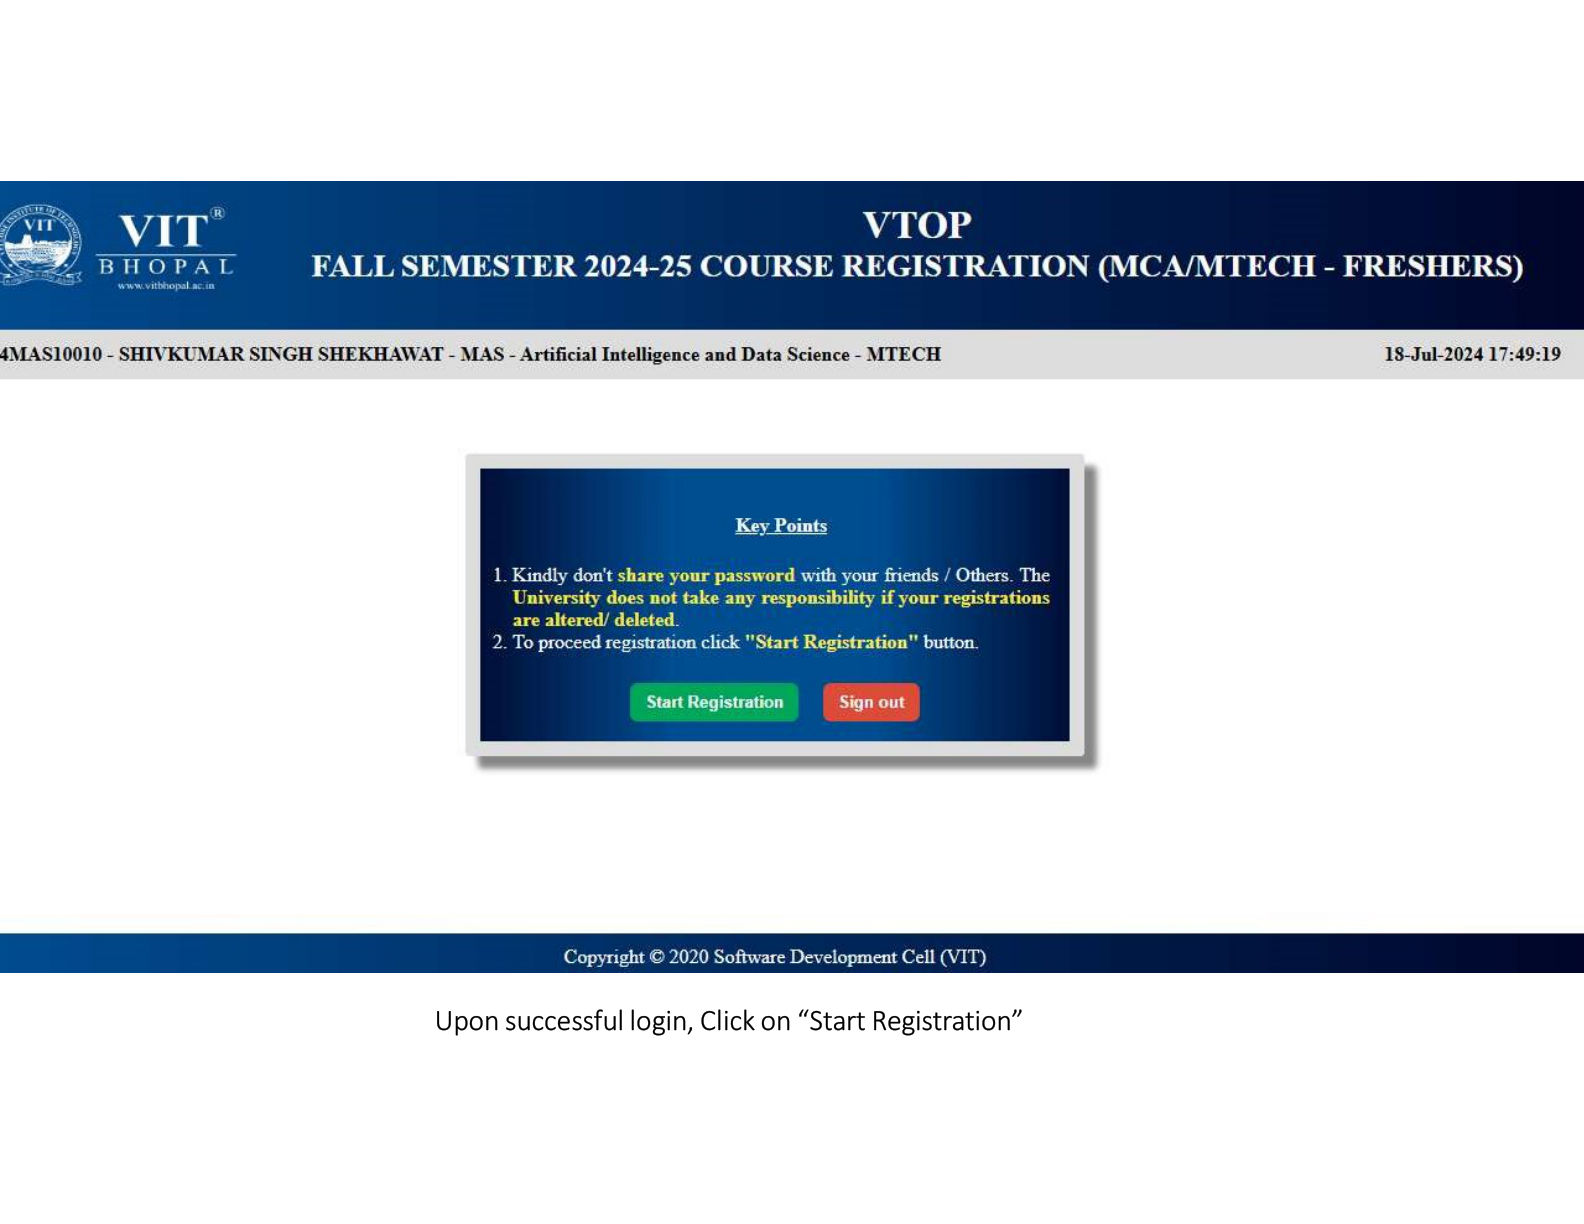 VIT
VIT®
BHOPAL
www.vitbhopal.ac.in
VTOP
FALL SEMESTER 2024-25 COURSE REGISTRATION (MCA/MTECH - FRESHERS)
4MAS10010 - SHIVKUMAR SINGH SHEKHAWAT - MAS - Artificial Intelligence and Data Science - MTECH
18-Jul-2024 17:49:19
Key Points
1. Kindly don't share your password with your friends / Others. The
University does not take any responsibility if your registrations
are altered/ deleted.
2. To proceed registration click "Start Registration" button.
Start Registration
Sign out
Copyright © 2020 Software Development Cell (VIT)
Upon successful login, Click on “Start Registration”